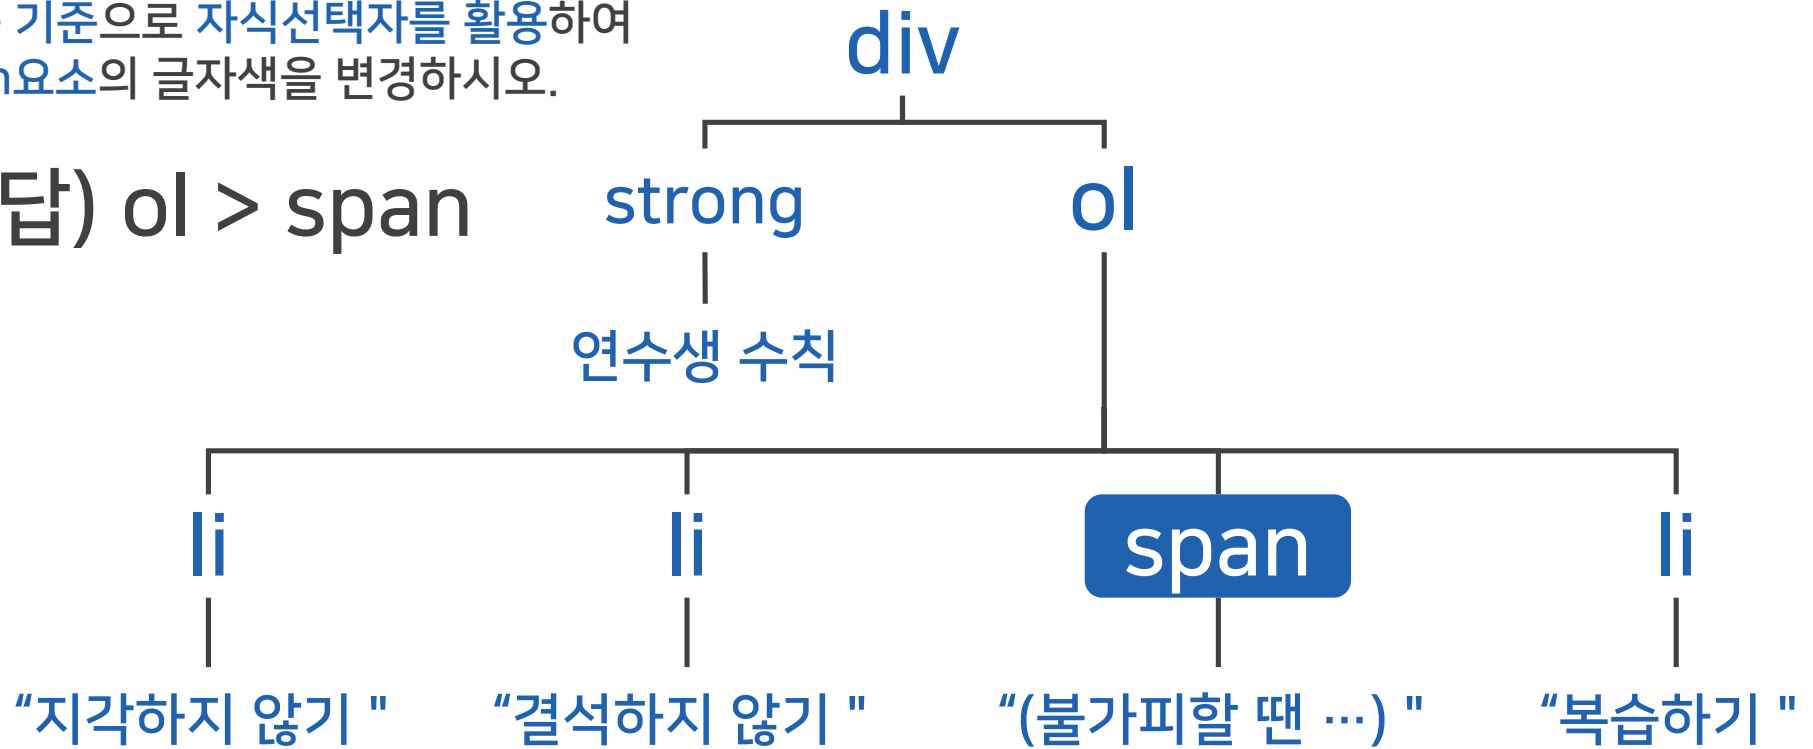 기준으로 자식선택자를 활용하여
요소의 글자색을 변경하시오.
답) ol > span
div
strong
ol
연수생 수칙
li
li
span
li
“지각하지 않기 "
“결석하지 않기 "
“(불가피할 땐 …) "
“복습하기 "